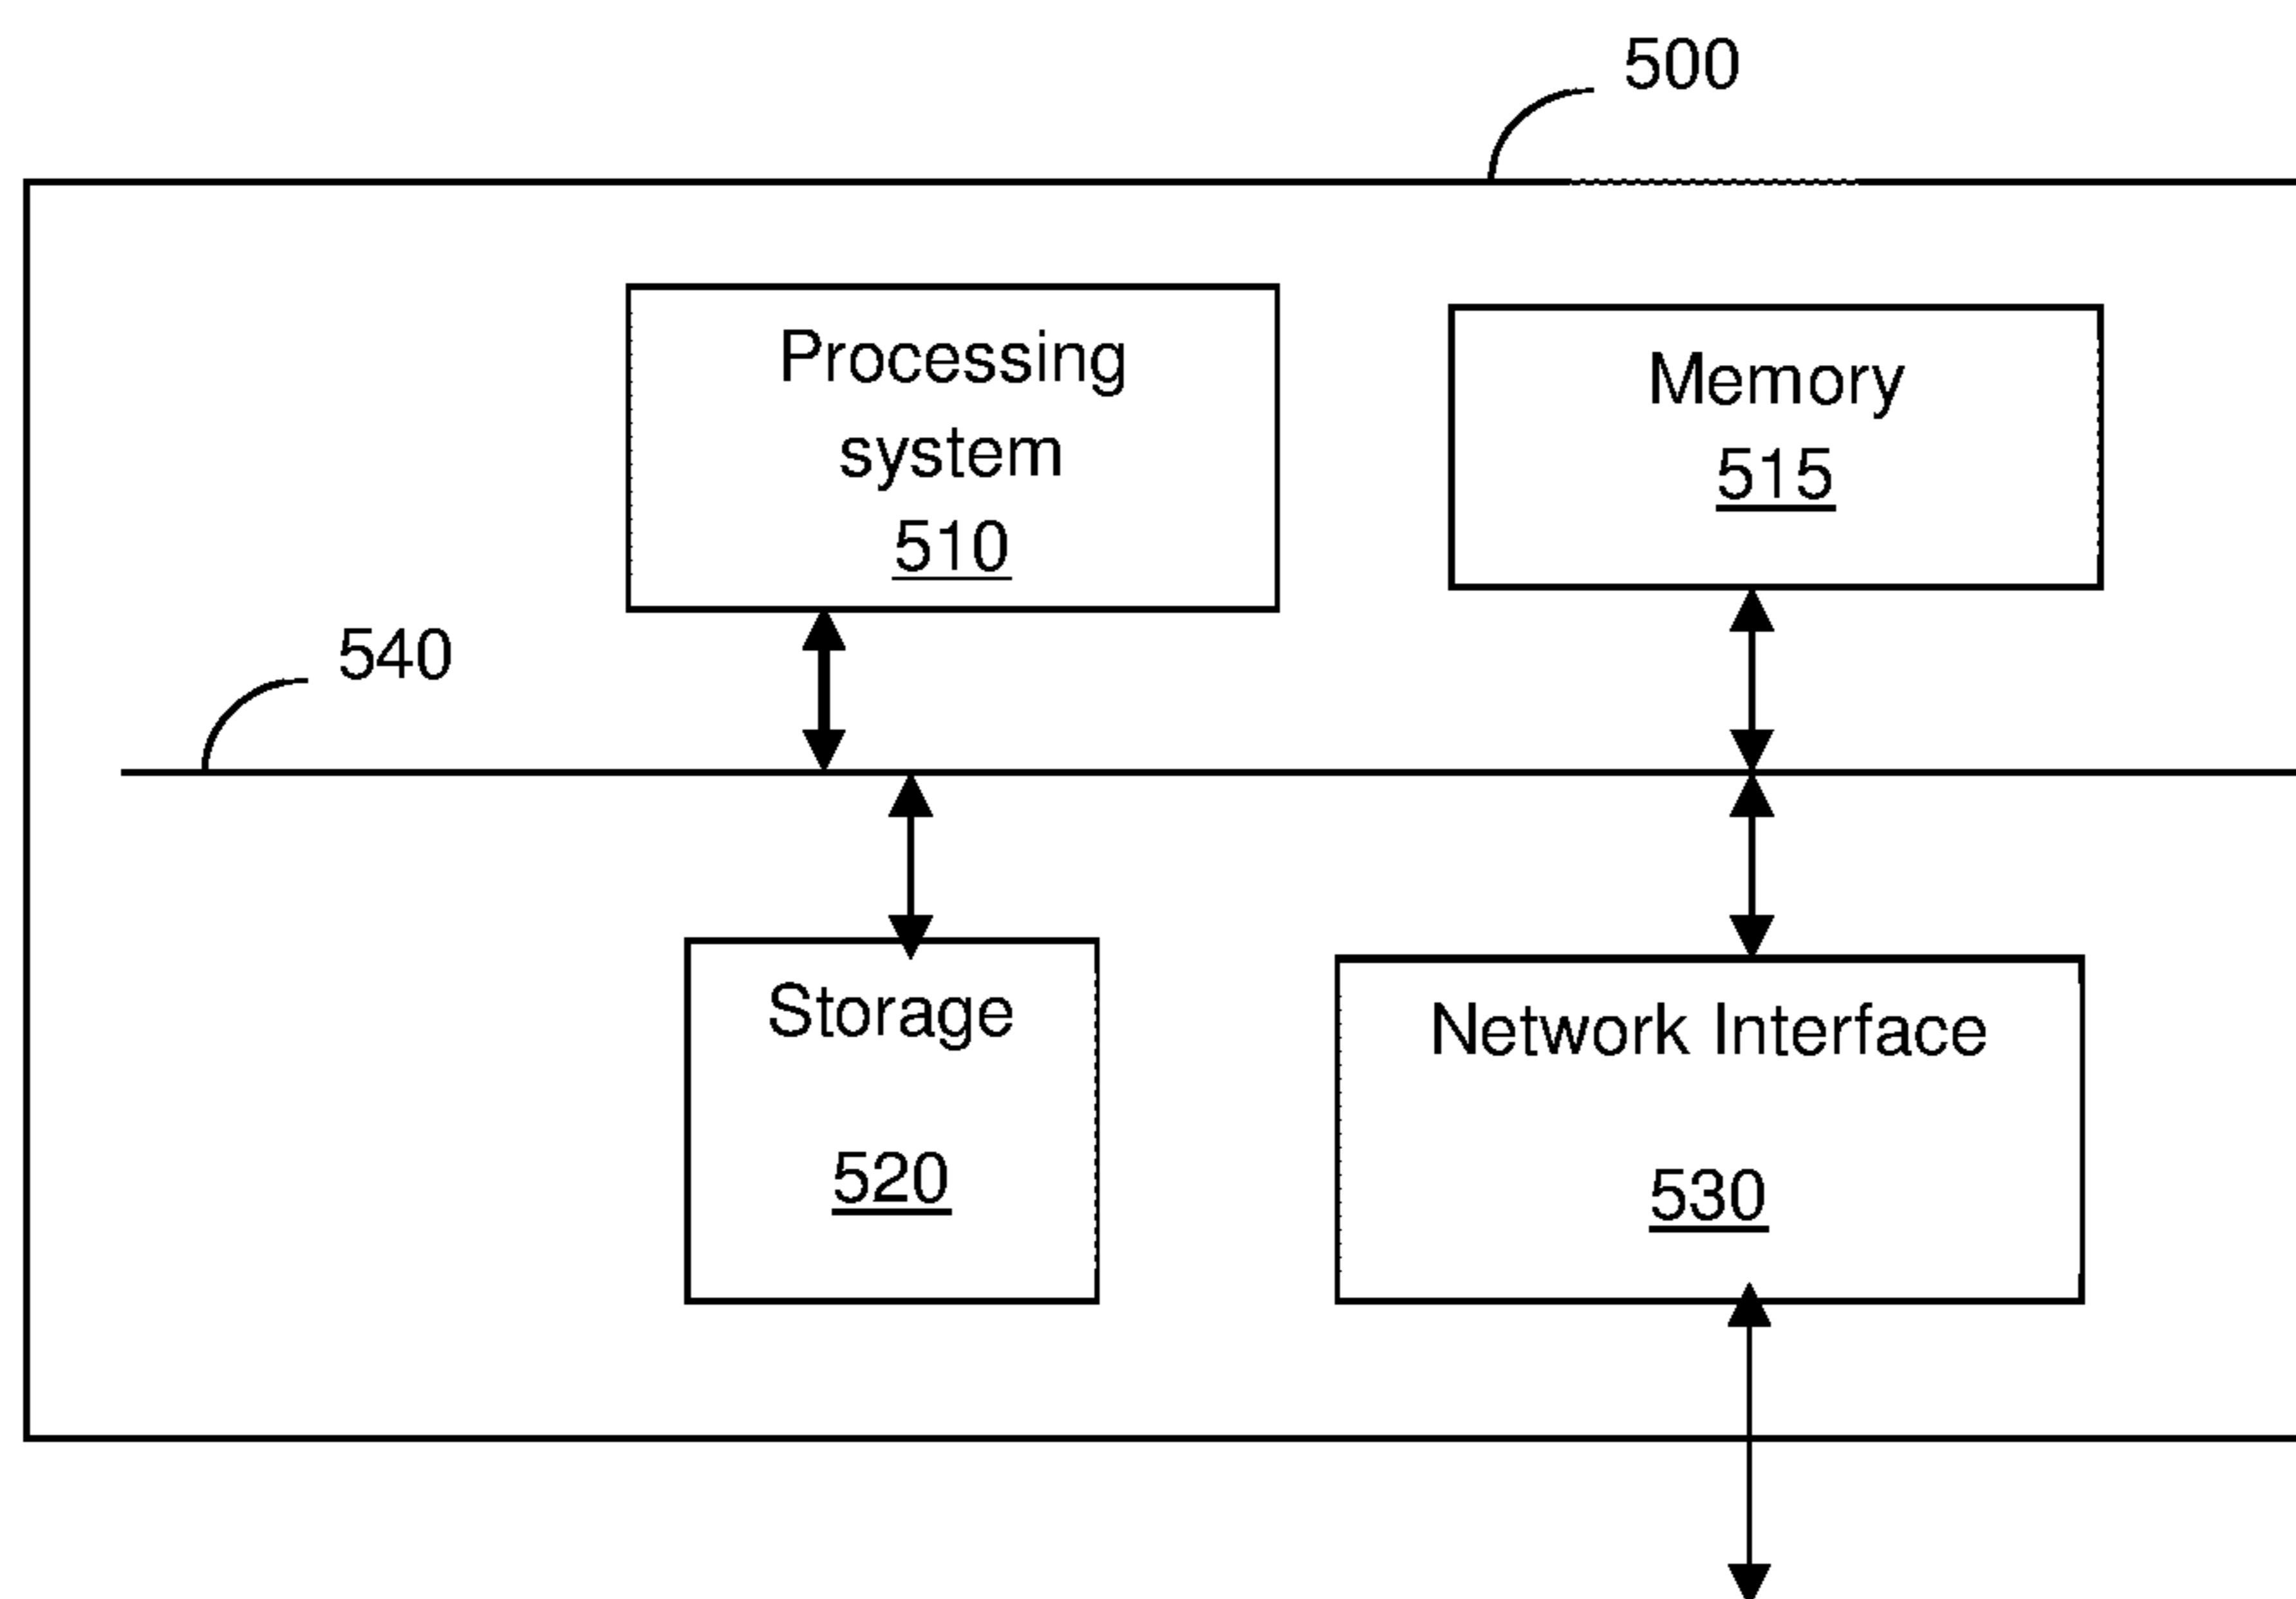 500
Processing
system
510
Memory
515
540
Storage
520
Network Interface
530